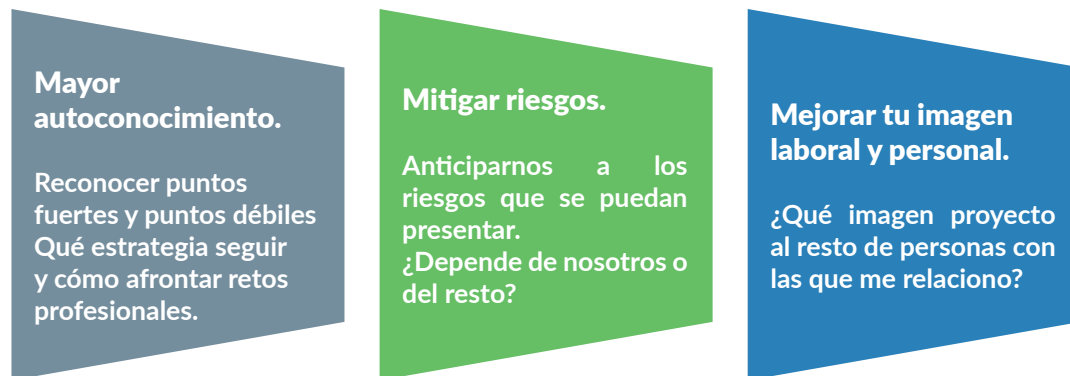 Mayor
autoconocimiento.
Reconocer puntos
fuertes y puntos débiles
Qué estrategia seguir
y cómo afrontar retos
profesionales.
Mitigar riesgos.
Anticiparnos a los
riesgos que se puedan
presentar.
¿Depende de nosotros o
del resto?
Mejorar tu imagen
laboral y personal.
¿Qué imagen proyecto
al resto de personas con
las que me relaciono?